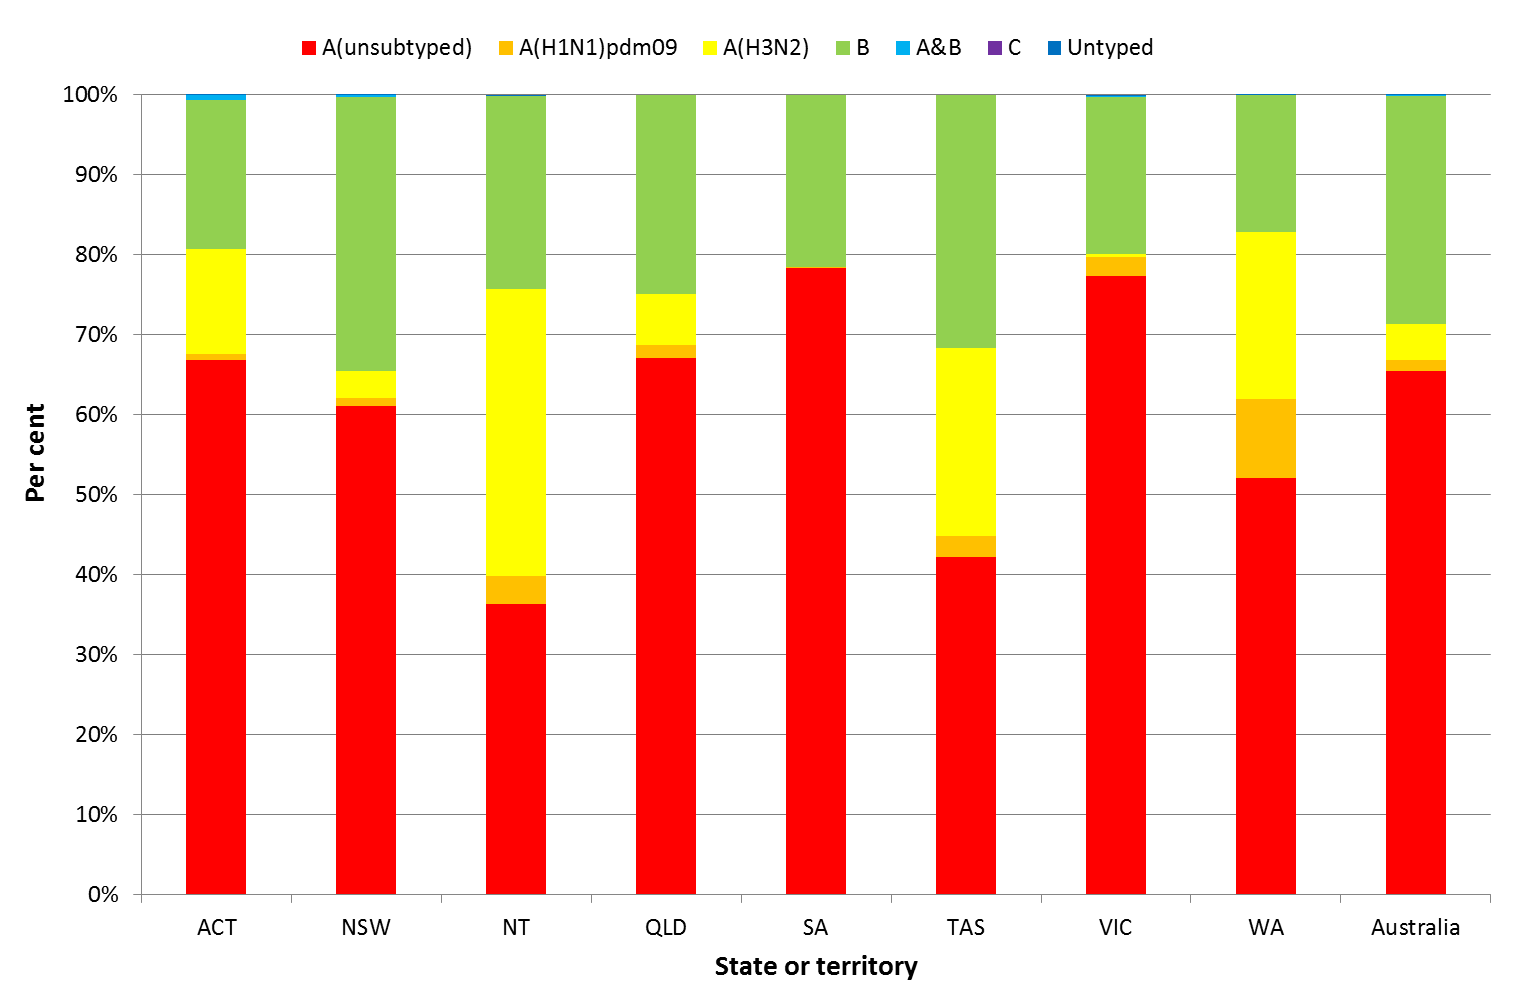 A(unsubtyped) A(H1N1)pdm09 A(H3N2) B A&B C Untyped
100%
90%
80%
70%
60%
50%
40%
30%
20%
10%
0%
Per cent
ACT NSW NT QLD SA TAS VIC WA Australia
State or territory